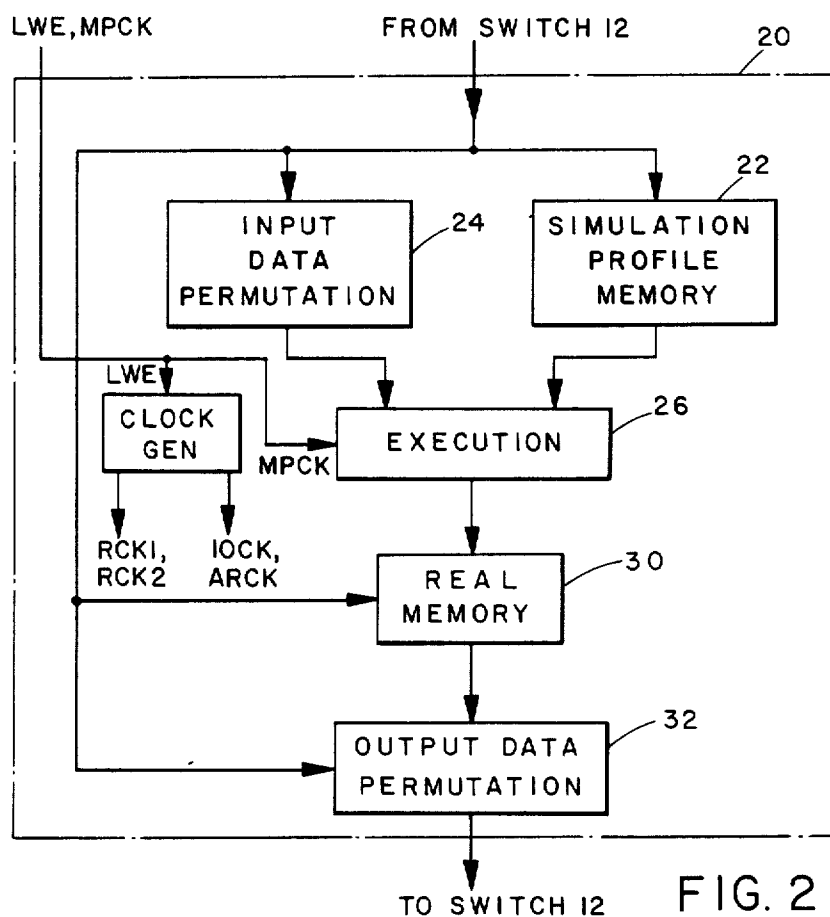 LWE,MPCK
FROM SWITCH 12
20
22
24
INPUT
DATA
PERMUTATION
SIMULATION
PROFILE
MEMORY
LWE
26
CLOCK
GEN
MPCK
EXECUTION
RCK1,
RCK2
IOCK,
ARCK
30
REAL
MEMORY
32
OUTPUT DATA
PERMUTATION
TO SWITCH 12
FIG. 2